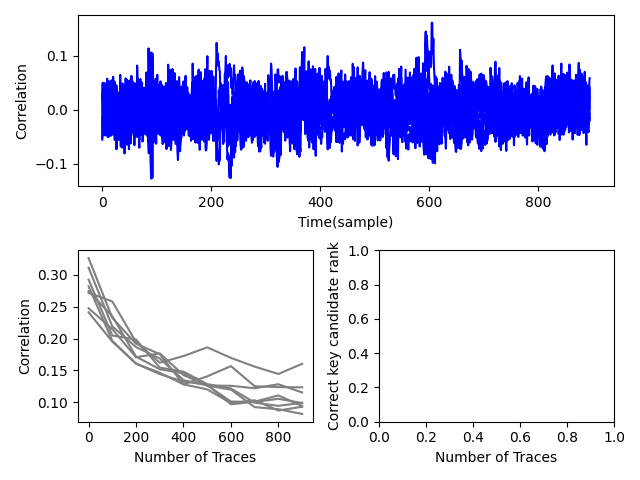 0.1
0.0
−0.1
Correlation
0 200 400 600 800
Time(sample)
0.30
0.25
0.20
0.15
0.10
Correlation
0 200 400 600 800
Number of Traces
1.0
0.8
0.6
0.4
0.2
0.0
Correct key candidate rank
0.0 0.2 0.4 0.6 0.8 1.0
Number of Traces